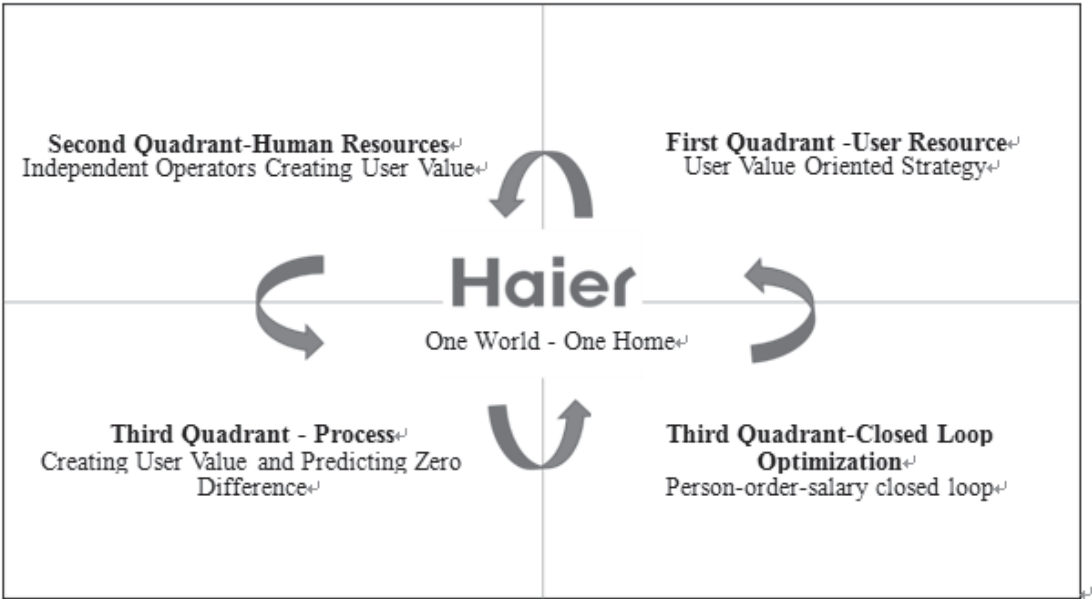 Second Quadrant-Human Resources↵
Independent Operators Creating User Value↵
First Quadrant -User Resource↵
User Value Oriented Strategy↵
Haier
One World - One Home↵
Third Quadrant - Process↵
Creating User Value and Predicting Zero
Difference↵
Third Quadrant-Closed Loop
Optimization↵
Person-order-salary closed loop↵